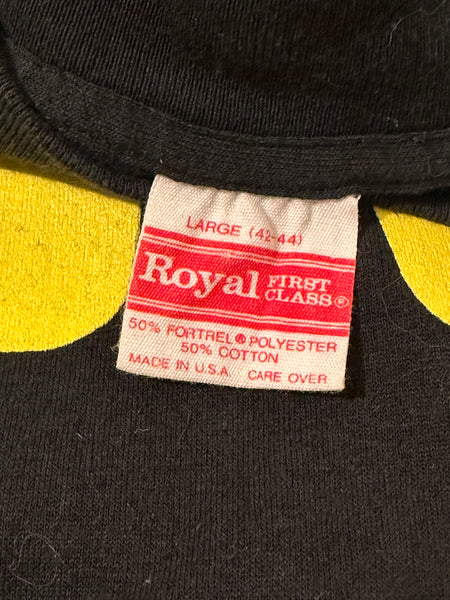 LARGE (42-44)
Royal FIRST CLASS®
50% FORTREL® POLYESTER
50% COTTON
MADE IN U.S.A. CARE OVER